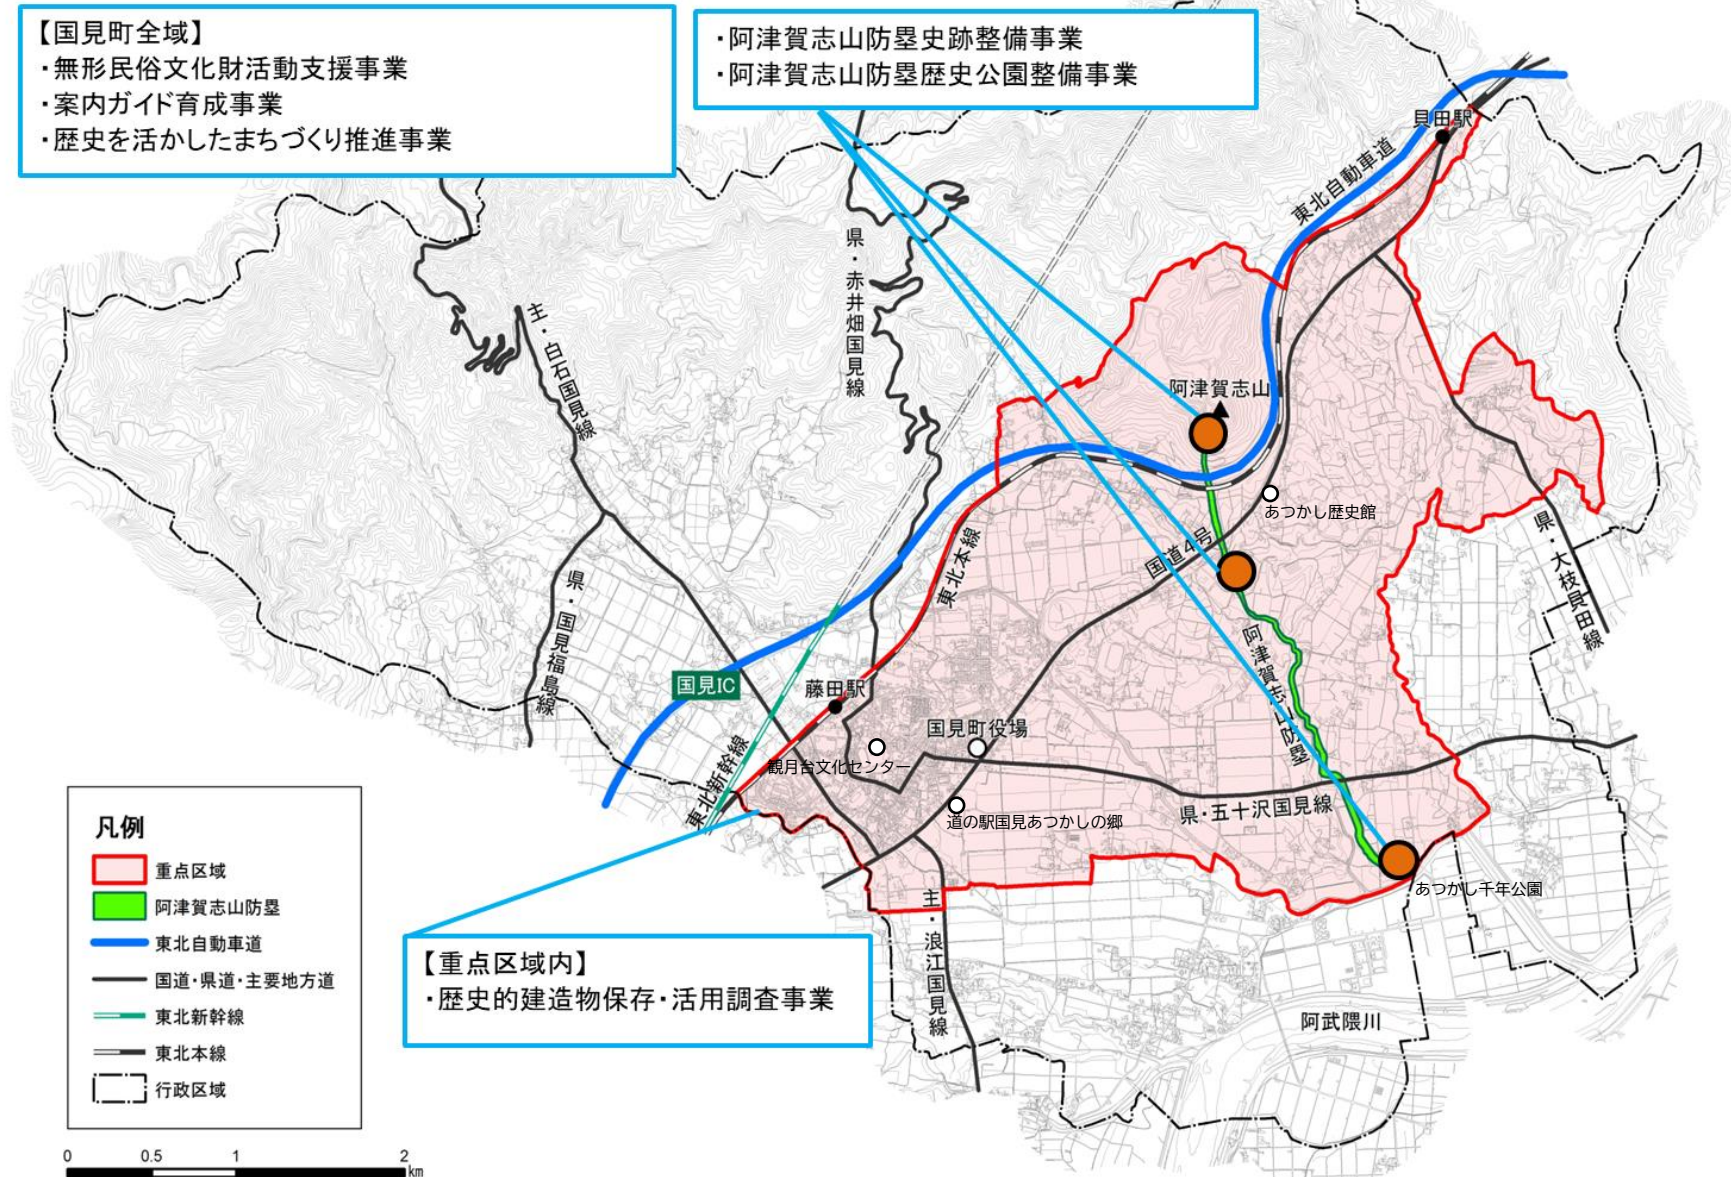 【国見町全域】
・無形民俗文化財活動支援事業
・案内ガイド育成事業
・歴史を活かしたまちづくり推進事業
・阿津賀志山防塁史跡整備事業
・阿津賀志山防塁歴史公園整備事業
貝田駅
東北自動車道
県・赤井畑国見線
主・白石国見線
阿津賀志山
あつかし歴史館
国道4号
東北本線
県・大枝貝田線
県・国見福島線
阿津賀志山防塁
国見IC
藤田駅
国見町役場
東北新幹線
観月台文化センター
道の駅国見あつかしの郷
県・五十沢国見線
あつかし千年公園
主・浪江国見線
阿武隈川
【重点区域内】
・歴史的建造物保存・活用調査事業
凡例
重点区域
阿津賀志山防塁
東北自動車道
国道・県道・主要地方道
東北新幹線
東北本線
行政区域
0 0.5 1 2
km